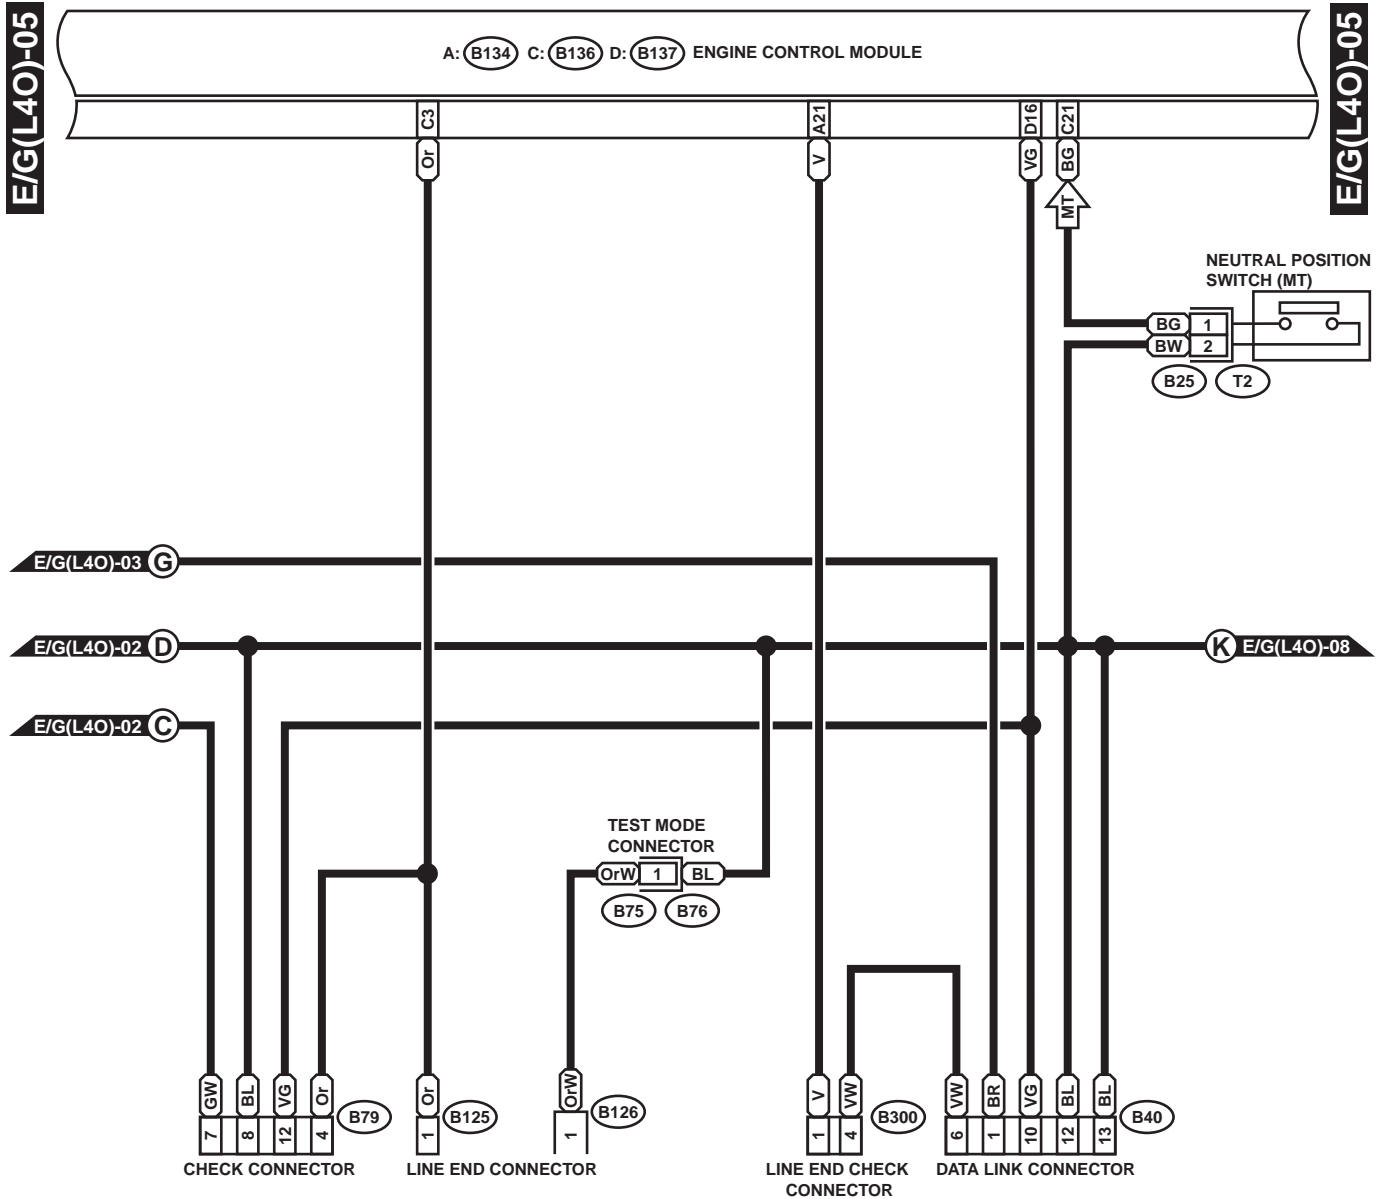 E/G(L4O)-05
E/G(L4O)-05
A: B134 C: B136 D: B137 ENGINE CONTROL MODULE
C3
A21
D16
C21
Or
V
VG
BG
MT
NEUTRAL POSITION
SWITCH (MT)
BG 1
BW 2
B25 T2
E/G(L4O)-03 G
E/G(L4O)-02 D
K E/G(L4O)-08
E/G(L4O)-02 C
TEST MODE
CONNECTOR
OrW 1 BL
B75 B76
GW
BL
VG
Or
Or
OrW
V
VW
VW
BR
VG
BL
BL
7
8
12
4
B79
1
B125
1
B126
1
4
B300
6
1
10
12
13
B40
CHECK CONNECTOR
LINE END CONNECTOR
LINE END CHECK
CONNECTOR
DATA LINK CONNECTOR